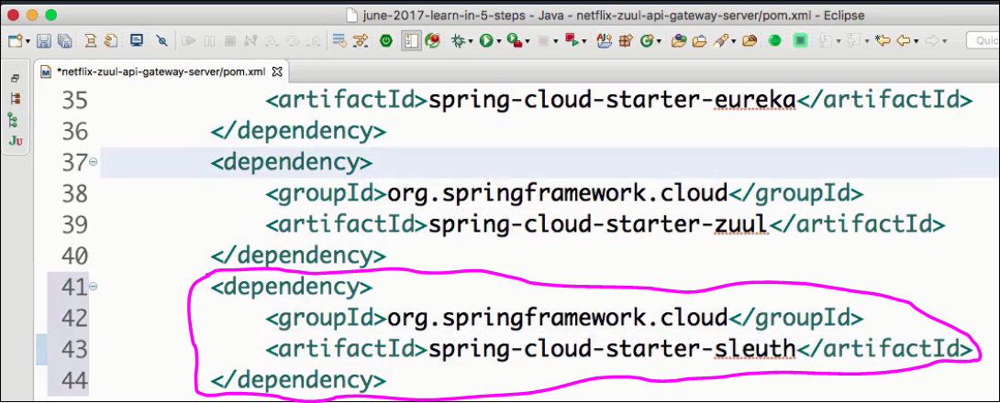 june-2017-learn-in-5-steps - Java - netflix-zuul-api-gateway-server/pom.xml - Eclipse
Quic
*netflix-zuul-api-gateway-server/pom.xml
35 <artifactId>spring-cloud-starter-eureka</artifactId>
36 </dependency>
37 <dependency>
38 <groupId>org.springframework.cloud</groupId>
39 <artifactId>spring-cloud-starter-zuul</artifactId>
40 </dependency>
41 <dependency>
42 <groupId>org.springframework.cloud</groupId>
43 <artifactId>spring-cloud-starter-sleuth</artifactId>
44 </dependency>
Ju